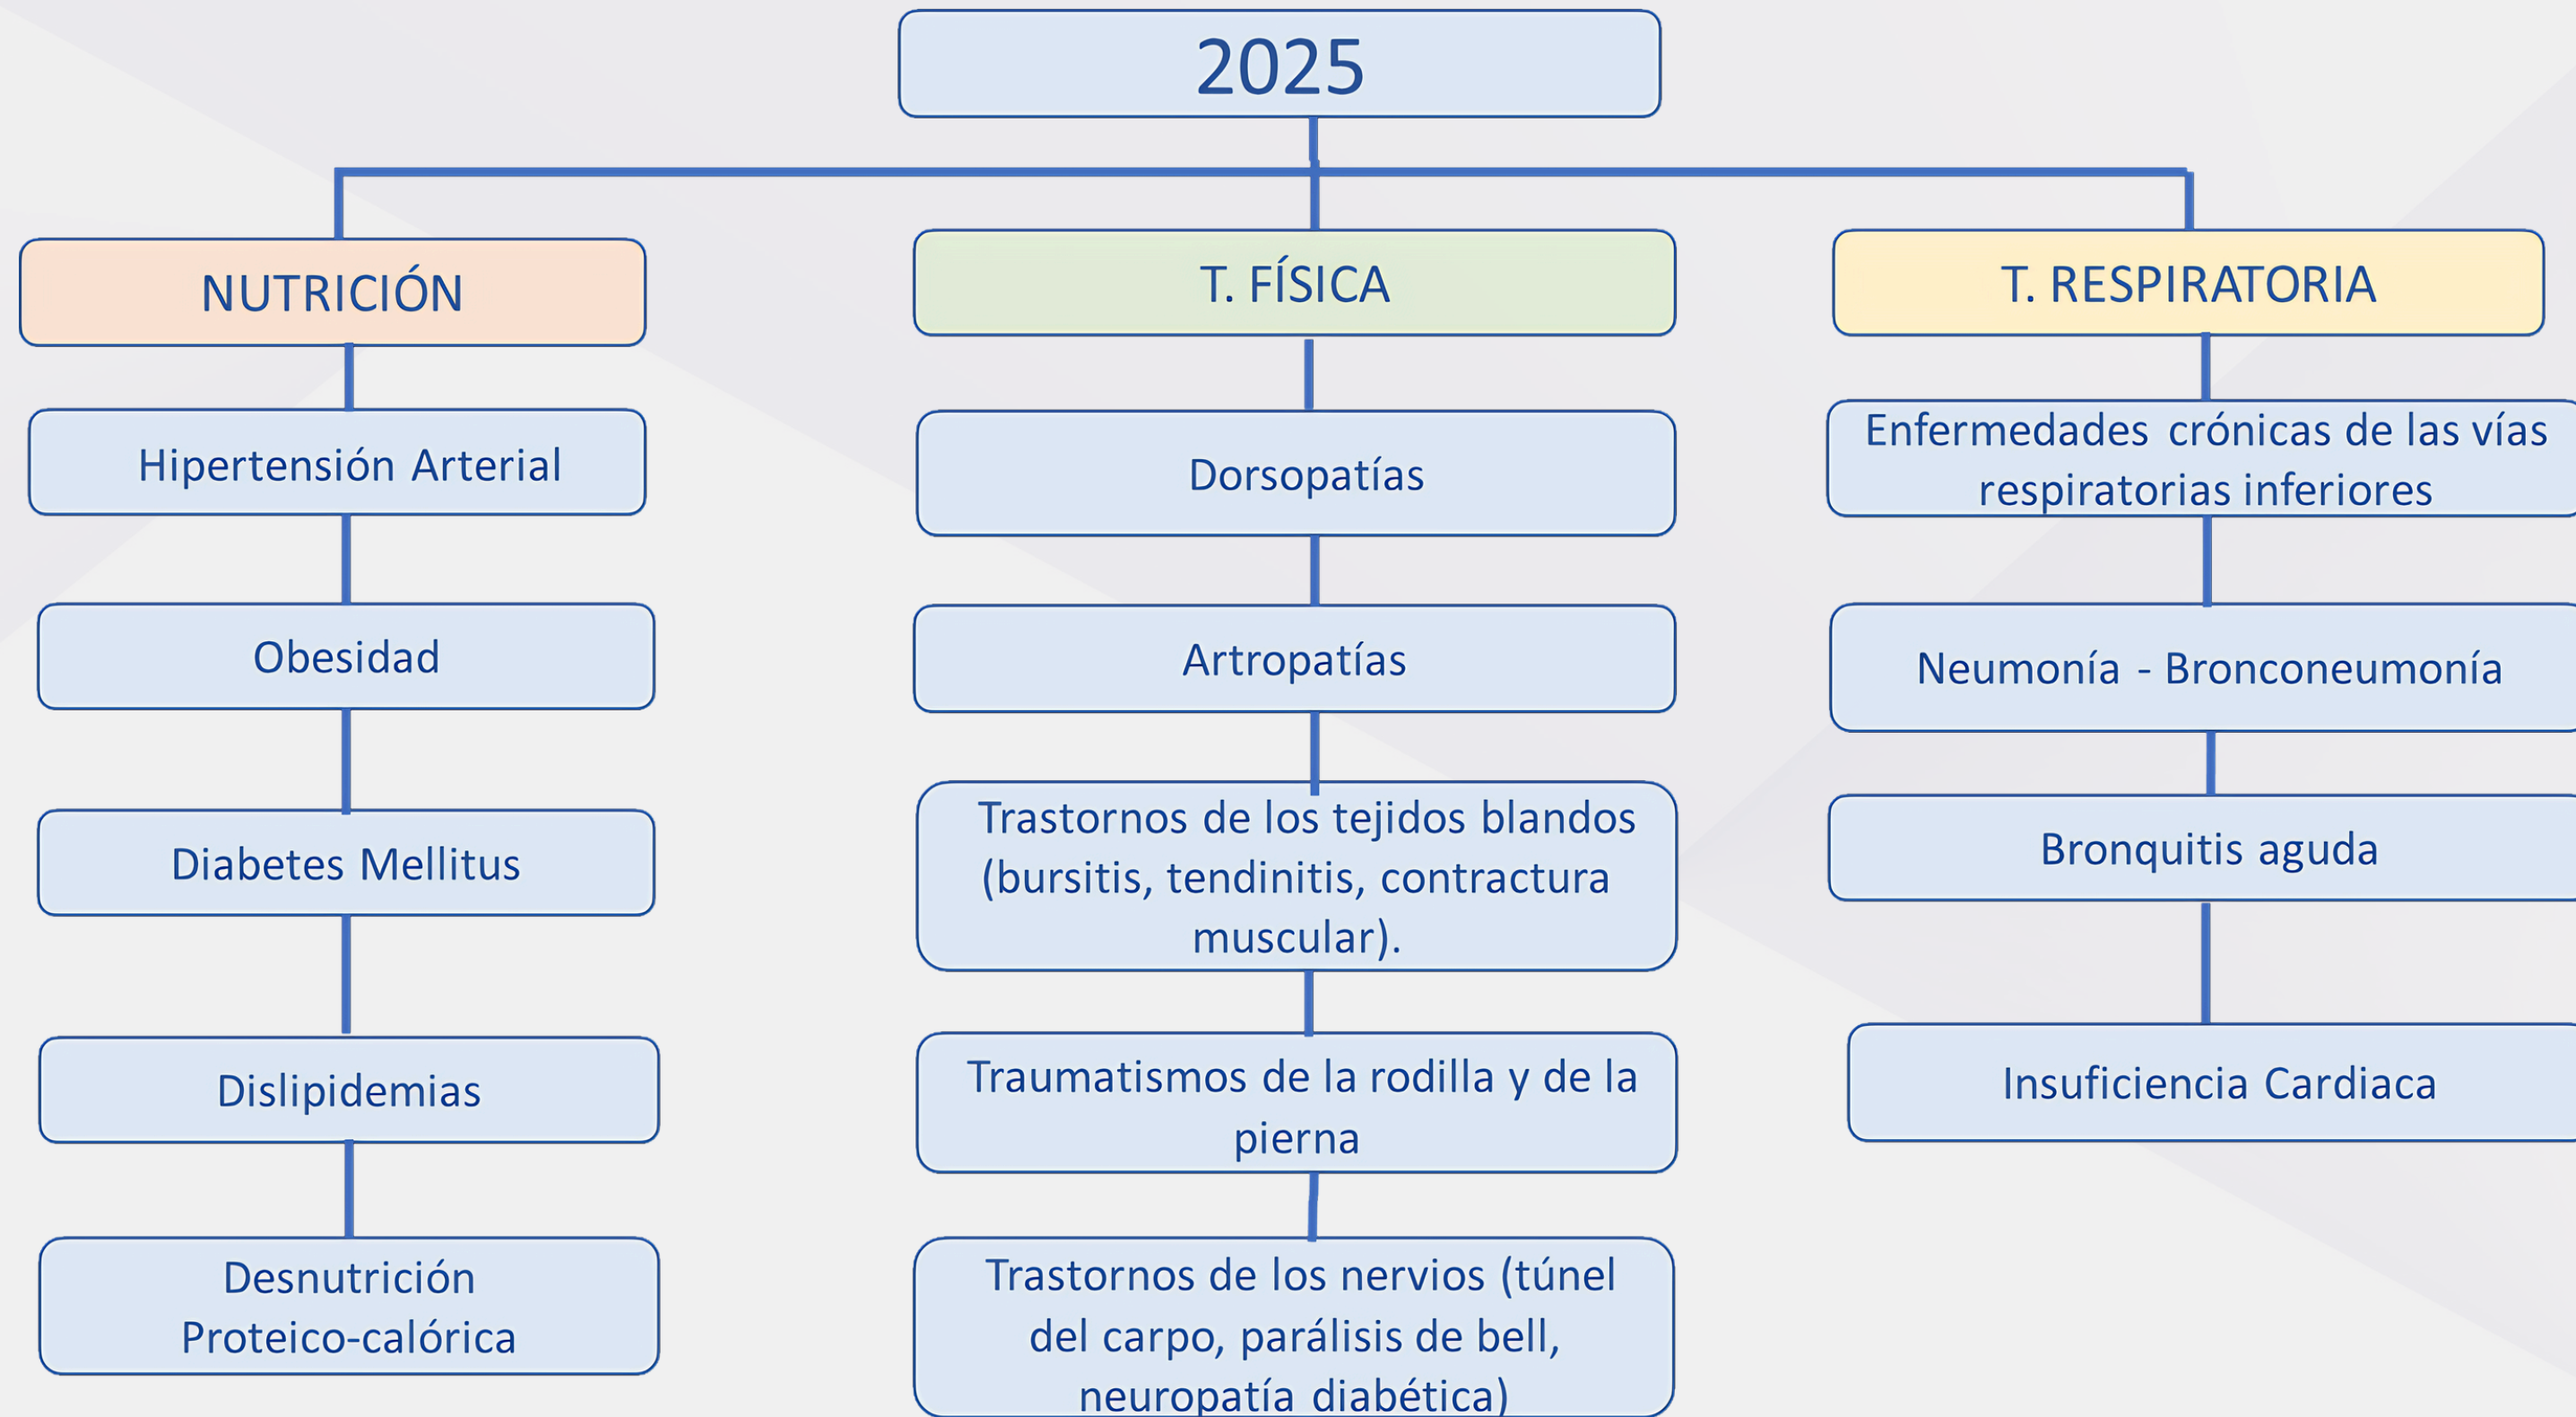 2025
NUTRICIÓN
Hipertensión Arterial
Obesidad
Diabetes Mellitus
Dislipidemias
Desnutrición
Proteico-calórica
T. FÍSICA
Dorsopatías
Artropatías
Trastornos de los tejidos blandos
(bursitis, tendinitis, contractura
muscular).
Traumatismos de la rodilla y de la
pierna
Trastornos de los nervios (túnel
del carpo, parálisis de bell,
neuropatía diabética)
T. RESPIRATORIA
Enfermedades crónicas de las vías
respiratorias inferiores
Neumonía - Bronconeumonía
Bronquitis aguda
Insuficiencia Cardiaca